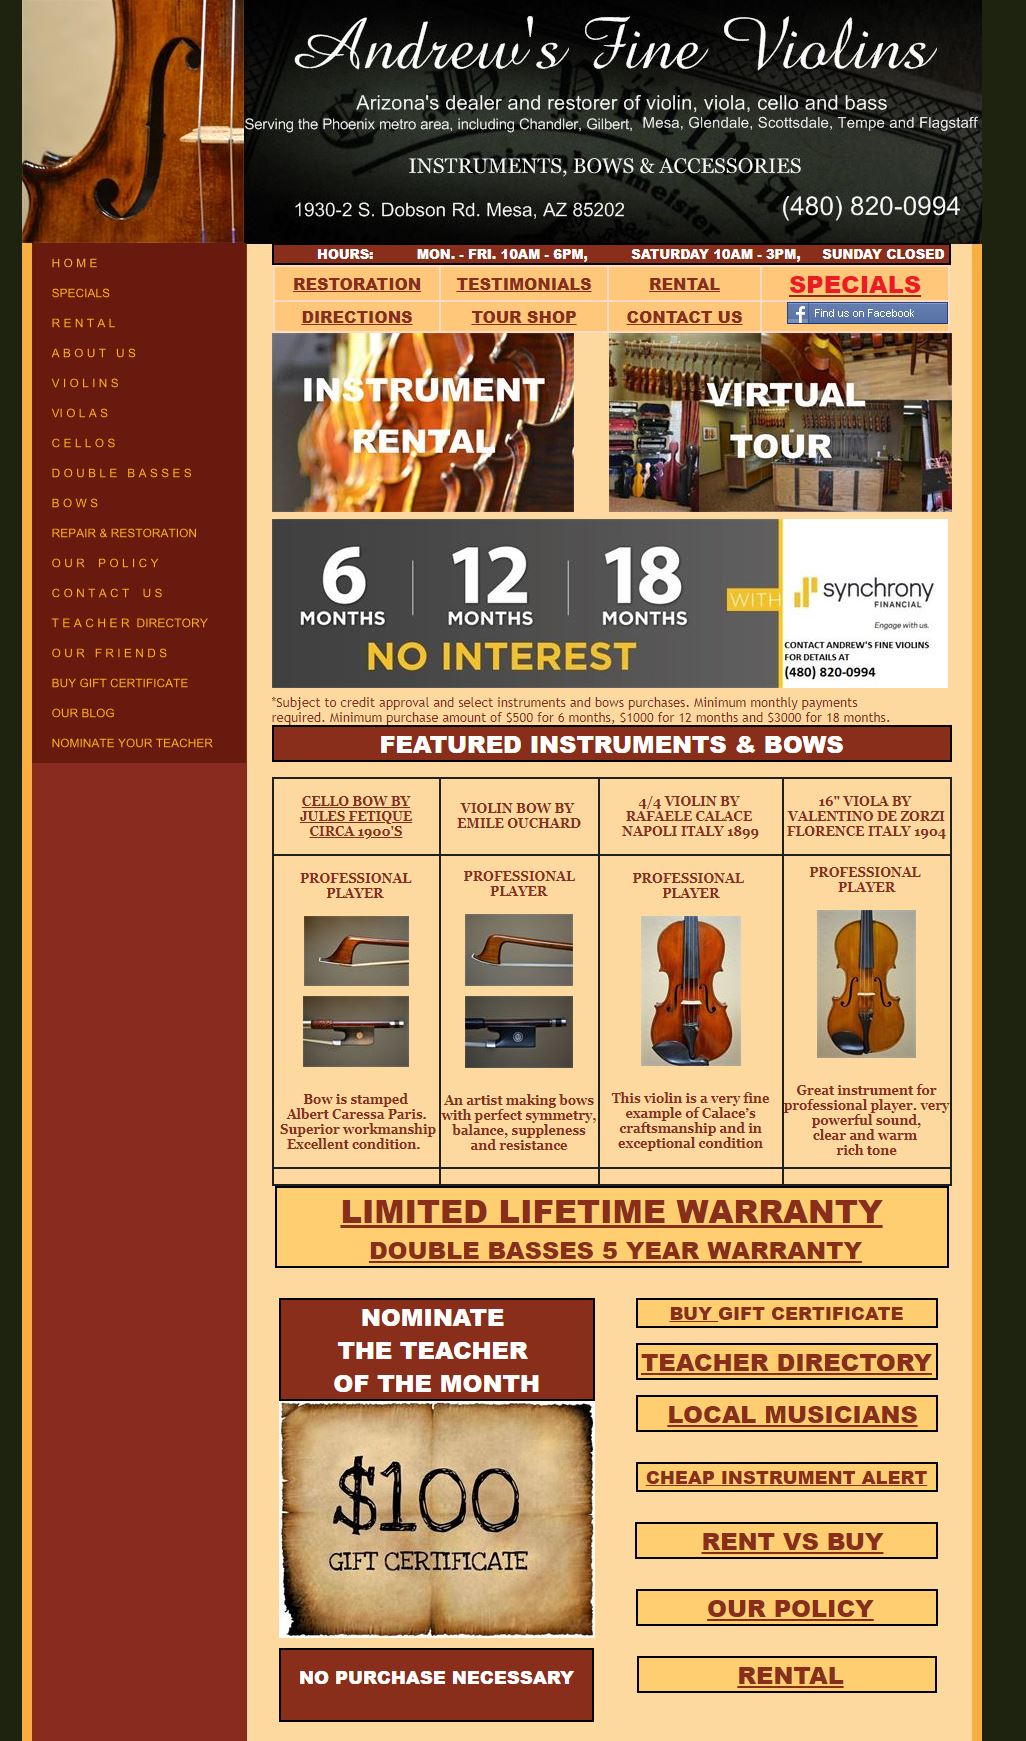 Andrew's Fine Violins
Arizona's dealer and restorer of violin, viola, cello and bass
Serving the Phoenix metro area, including Chandler, Gilbert, Mesa, Glendale, Scottsdale, Tempe and Flagstaff
INSTRUMENTS, BOWS & ACCESSORIES
1930-2 S. Dobson Rd. Mesa, AZ 85202
(480) 820-0994
HOME
SPECIALS
RENTAL
ABOUT US
VIOLINS
VIOLAS
CELLOS
DOUBLE BASSES
BOWS
REPAIR & RESTORATION
OUR POLICY
CONTACT US
TEACHER DIRECTORY
OUR FRIENDS
BUY GIFT CERTIFICATE
OUR BLOG
NOMINATE YOUR TEACHER
HOURS: MON. - FRI. 10AM - 6PM, SATURDAY 10AM - 3PM, SUNDAY CLOSED
RESTORATION TESTIMONIALS RENTAL SPECIALS
DIRECTIONS TOUR SHOP CONTACT US Find us on Facebook
INSTRUMENT
RENTAL
VIRTUAL
TOUR
6 12 18
MONTHS MONTHS MONTHS
WITH
NO INTEREST
synchrony
FINANCIAL
Engage with us.
CONTACT ANDREW'S FINE VIOLINS
FOR DETAILS AT
(480) 820-0994
*Subject to credit approval and select instruments and bows purchases. Minimum monthly payments
required. Minimum purchase amount of $500 for 6 months, $1000 for 12 months and $3000 for 18 months.
FEATURED INSTRUMENTS & BOWS
CELLO BOW BY
JULES FETIQUE
CIRCA 1900'S
VIOLIN BOW BY
EMILE OUCHARD
4/4 VIOLIN BY
RAFAELE CALACE
NAPOLI ITALY 1899
16" VIOLA BY
VALENTINO DE ZORZI
FLORENCE ITALY 1904
PROFESSIONAL
PLAYER
PROFESSIONAL
PLAYER
PROFESSIONAL
PLAYER
PROFESSIONAL
PLAYER
Bow is stamped
Albert Caressa Paris.
Superior workmanship
Excellent condition.
An artist making bows
with perfect symmetry,
balance, suppleness
and resistance
This violin is a very fine
example of Calace's
craftsmanship and in
exceptional condition
Great instrument for
professional player. very
powerful sound,
clear and warm
rich tone
LIMITED LIFETIME WARRANTY
DOUBLE BASSES 5 YEAR WARRANTY
NOMINATE
THE TEACHER
OF THE MONTH
$100
GIFT CERTIFICATE
NO PURCHASE NECESSARY
BUY GIFT CERTIFICATE
TEACHER DIRECTORY
LOCAL MUSICIANS
CHEAP INSTRUMENT ALERT
RENT VS BUY
OUR POLICY
RENTAL